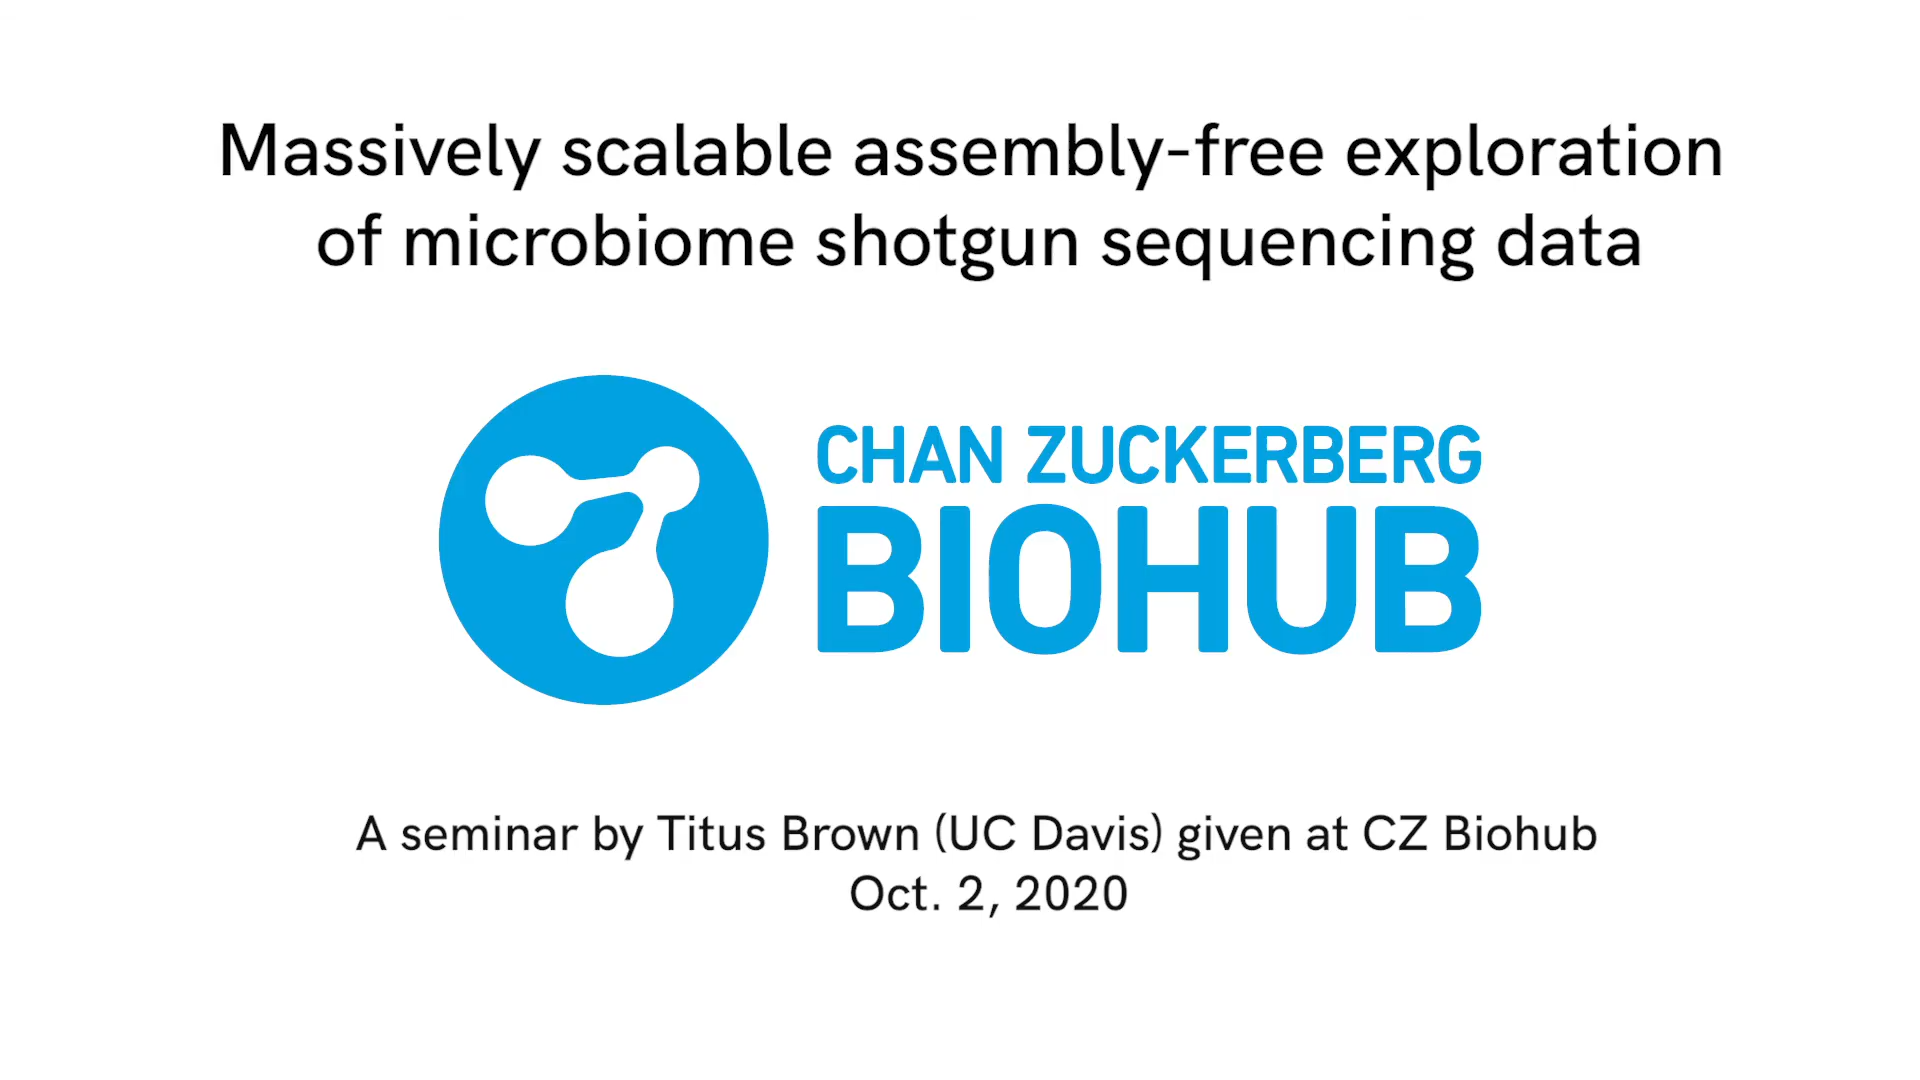 Massively scalable assembly-free exploration
of microbiome shotgun sequencing data
CHAN ZUCKERBERG
BIOHUB
A seminar by Titus Brown (UC Davis) given at CZ Biohub
Oct. 2, 2020